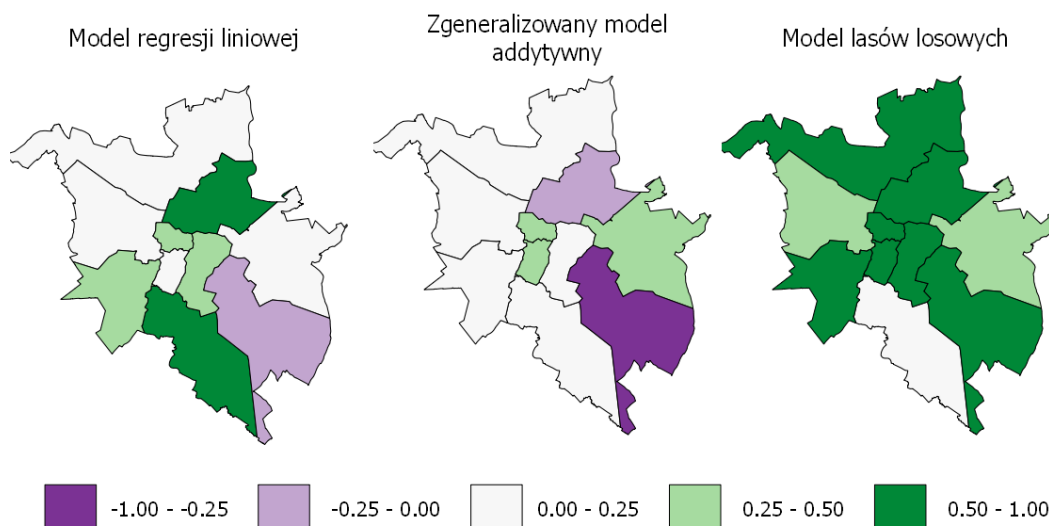 Model regresji liniowej
Zgeneralizowany model
addytywny
Model lasów losowych
-1.00 - -0.25
-0.25 - 0.00
0.00 - 0.25
0.25 - 0.50
0.50 - 1.00